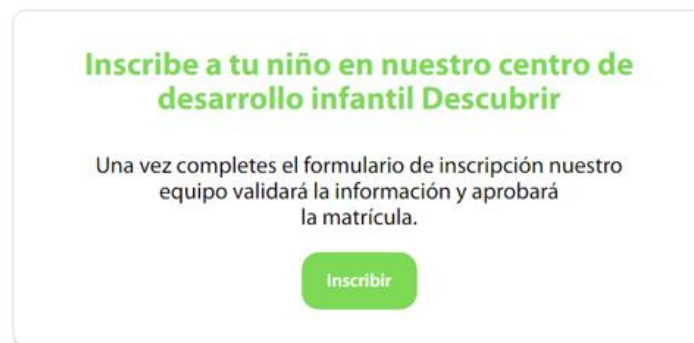 Inscribe a tu niño en nuestro centro de
desarrollo infantil Descubrir
Una vez completes el formulario de inscripción nuestro
equipo validará la información y aprobará
la matrícula.
Inscribir